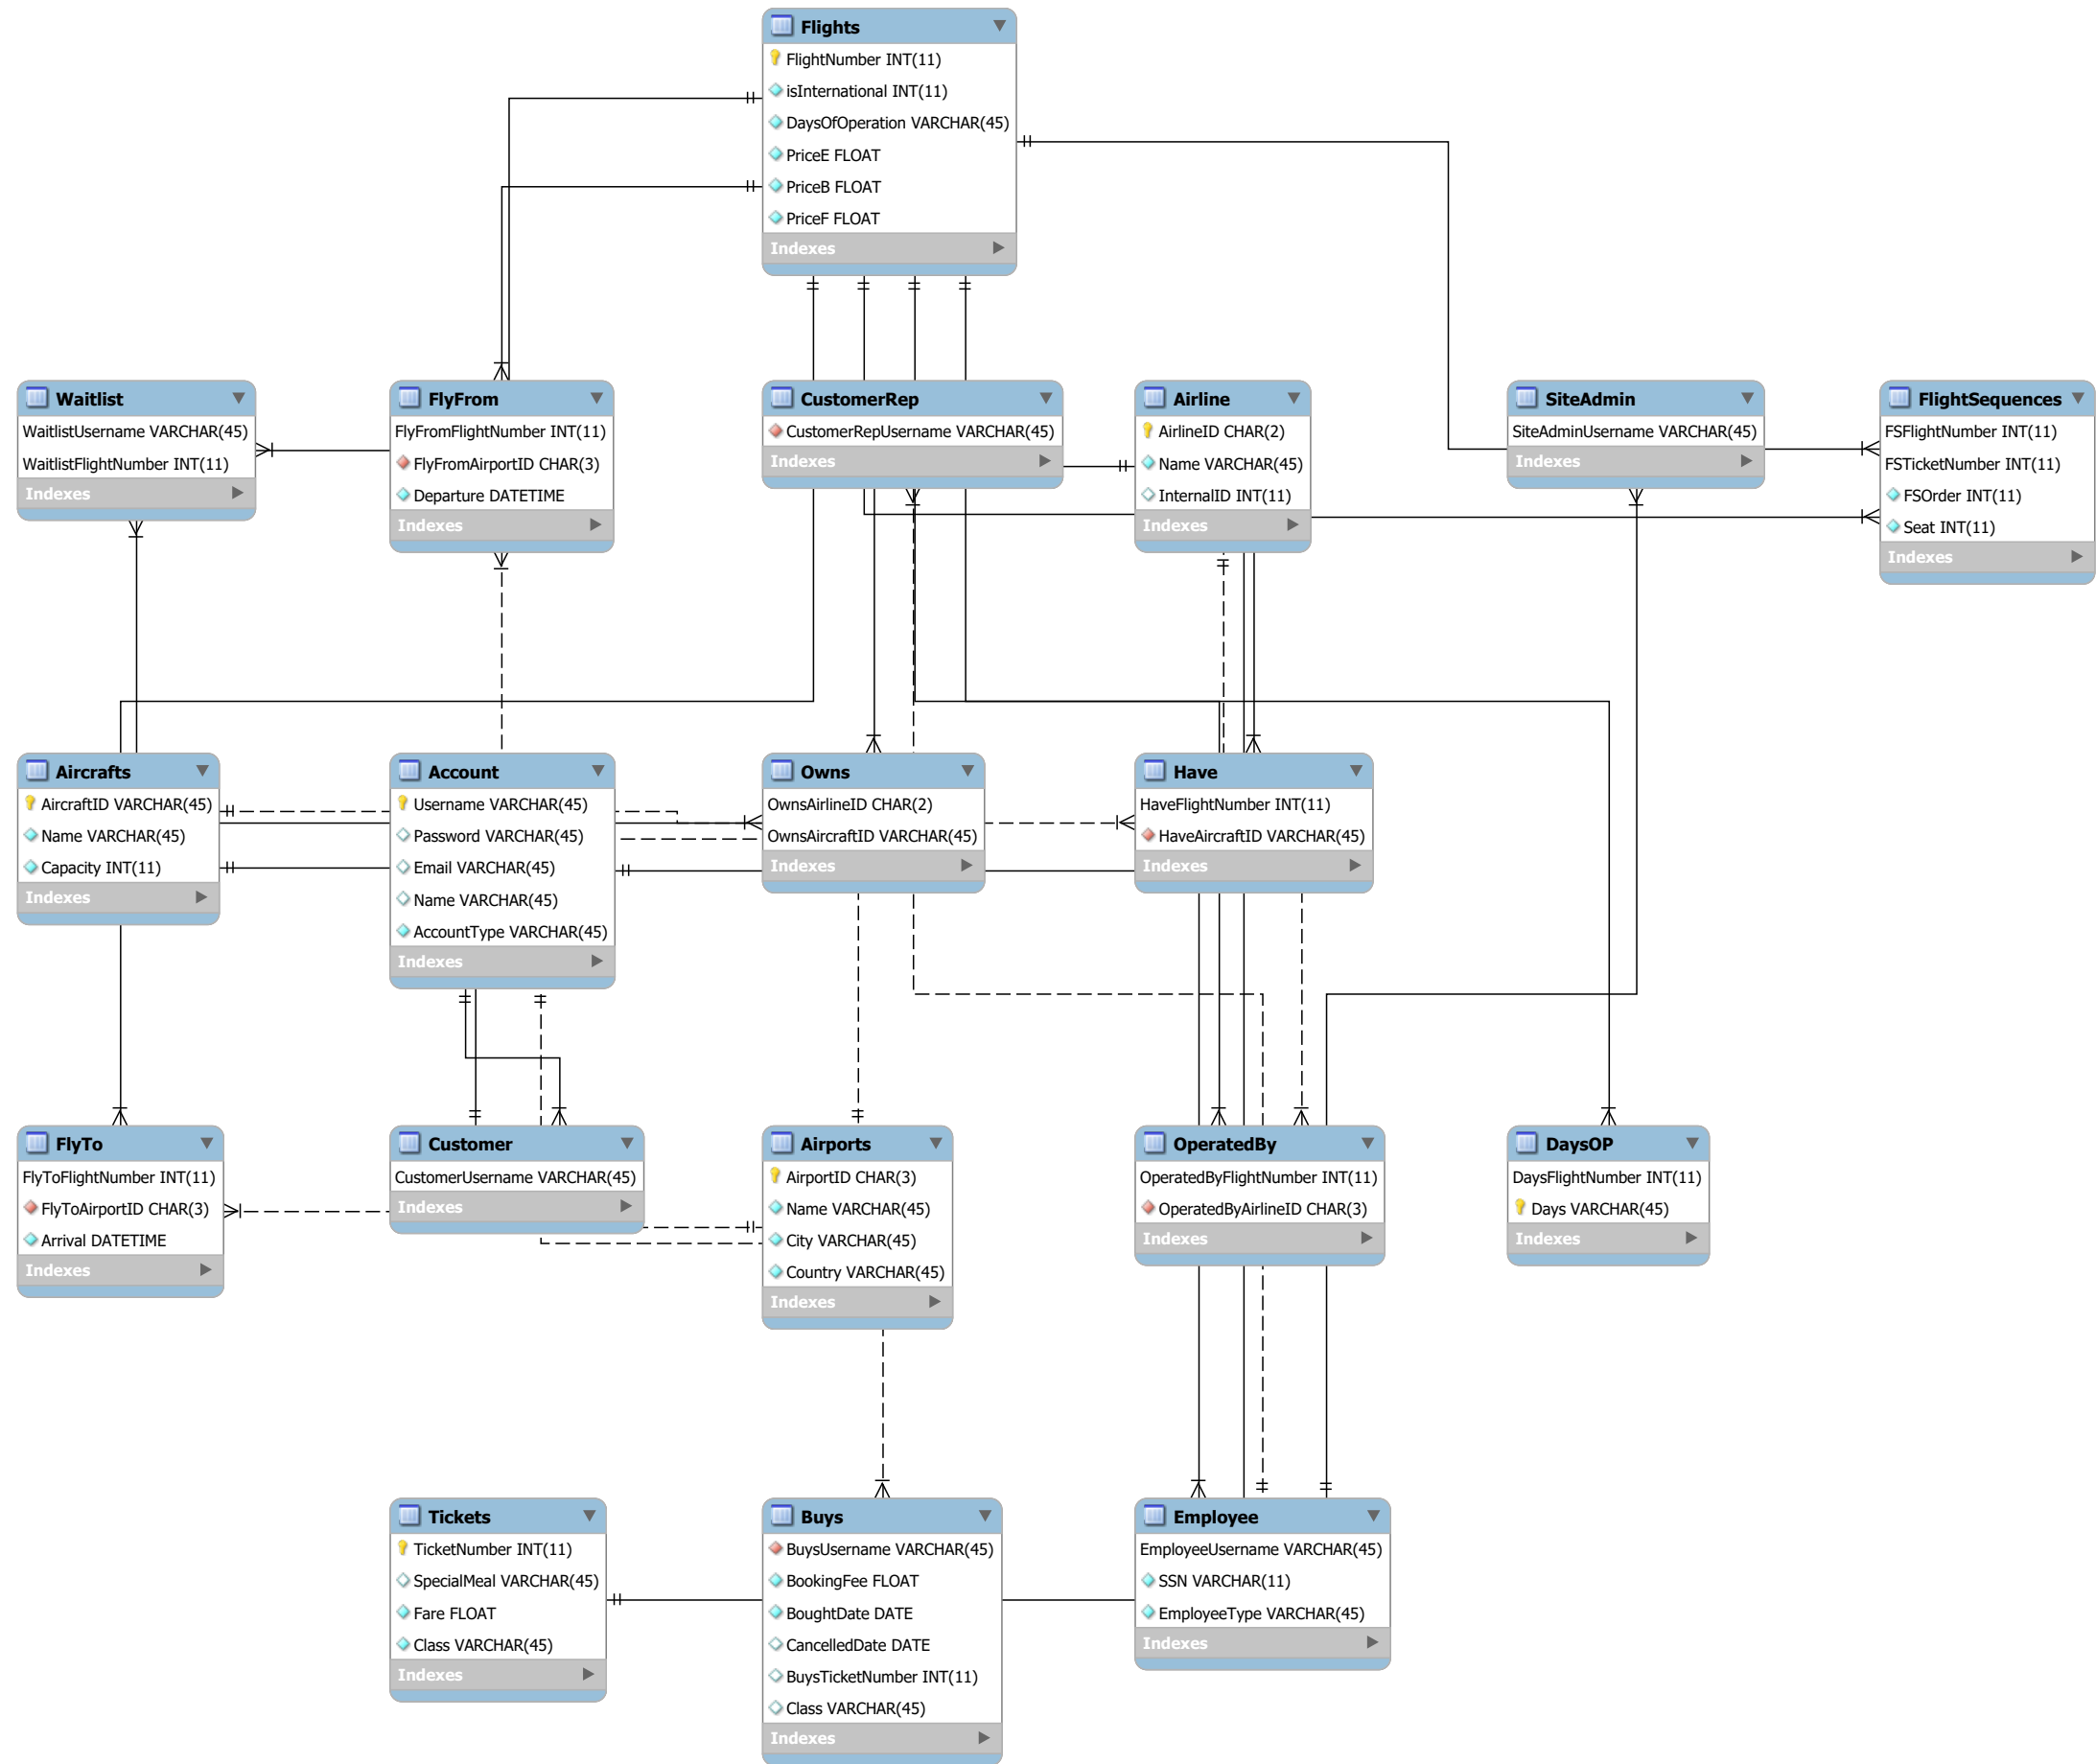 Flights
FlightNumber INT(11)
isInternational INT(11)
DaysOfOperation VARCHAR(45)
PriceE FLOAT
PriceB FLOAT
PriceF FLOAT
Indexes
Waitlist
WaitlistUsername VARCHAR(45)
WaitlistFlightNumber INT(11)
Indexes
FlyFrom
FlyFromFlightNumber INT(11)
FlyFromAirportID CHAR(3)
Departure DATETIME
Indexes
CustomerRep
CustomerRepUsername VARCHAR(45)
Indexes
Airline
AirlineID CHAR(2)
Name VARCHAR(45)
InternalID INT(11)
Indexes
SiteAdmin
SiteAdminUsername VARCHAR(45)
Indexes
FlightSequences
FSFlightNumber INT(11)
FSTicketNumber INT(11)
FSOrder INT(11)
Seat INT(11)
Indexes
Aircrafts
AircraftID VARCHAR(45)
Name VARCHAR(45)
Capacity INT(11)
Indexes
Account
Username VARCHAR(45)
Password VARCHAR(45)
Email VARCHAR(45)
Name VARCHAR(45)
AccountType VARCHAR(45)
Indexes
Owns
OwnsAirlineID CHAR(2)
OwnsAircraftID VARCHAR(45)
Indexes
Have
HaveFlightNumber INT(11)
HaveAircraftID VARCHAR(45)
Indexes
FlyTo
FlyToFlightNumber INT(11)
FlyToAirportID CHAR(3)
Arrival DATETIME
Indexes
Customer
CustomerUsername VARCHAR(45)
Indexes
Airports
AirportID CHAR(3)
Name VARCHAR(45)
City VARCHAR(45)
Country VARCHAR(45)
Indexes
OperatedBy
OperatedByFlightNumber INT(11)
OperatedByAirlineID CHAR(3)
Indexes
DaysOP
DaysFlightNumber INT(11)
Days VARCHAR(45)
Indexes
Tickets
TicketNumber INT(11)
SpecialMeal VARCHAR(45)
Fare FLOAT
Class VARCHAR(45)
Indexes
Buys
BuysUsername VARCHAR(45)
BookingFee FLOAT
BoughtDate DATE
CancelledDate DATE
BuysTicketNumber INT(11)
Class VARCHAR(45)
Indexes
Employee
EmployeeUsername VARCHAR(45)
SSN VARCHAR(11)
EmployeeType VARCHAR(45)
Indexes